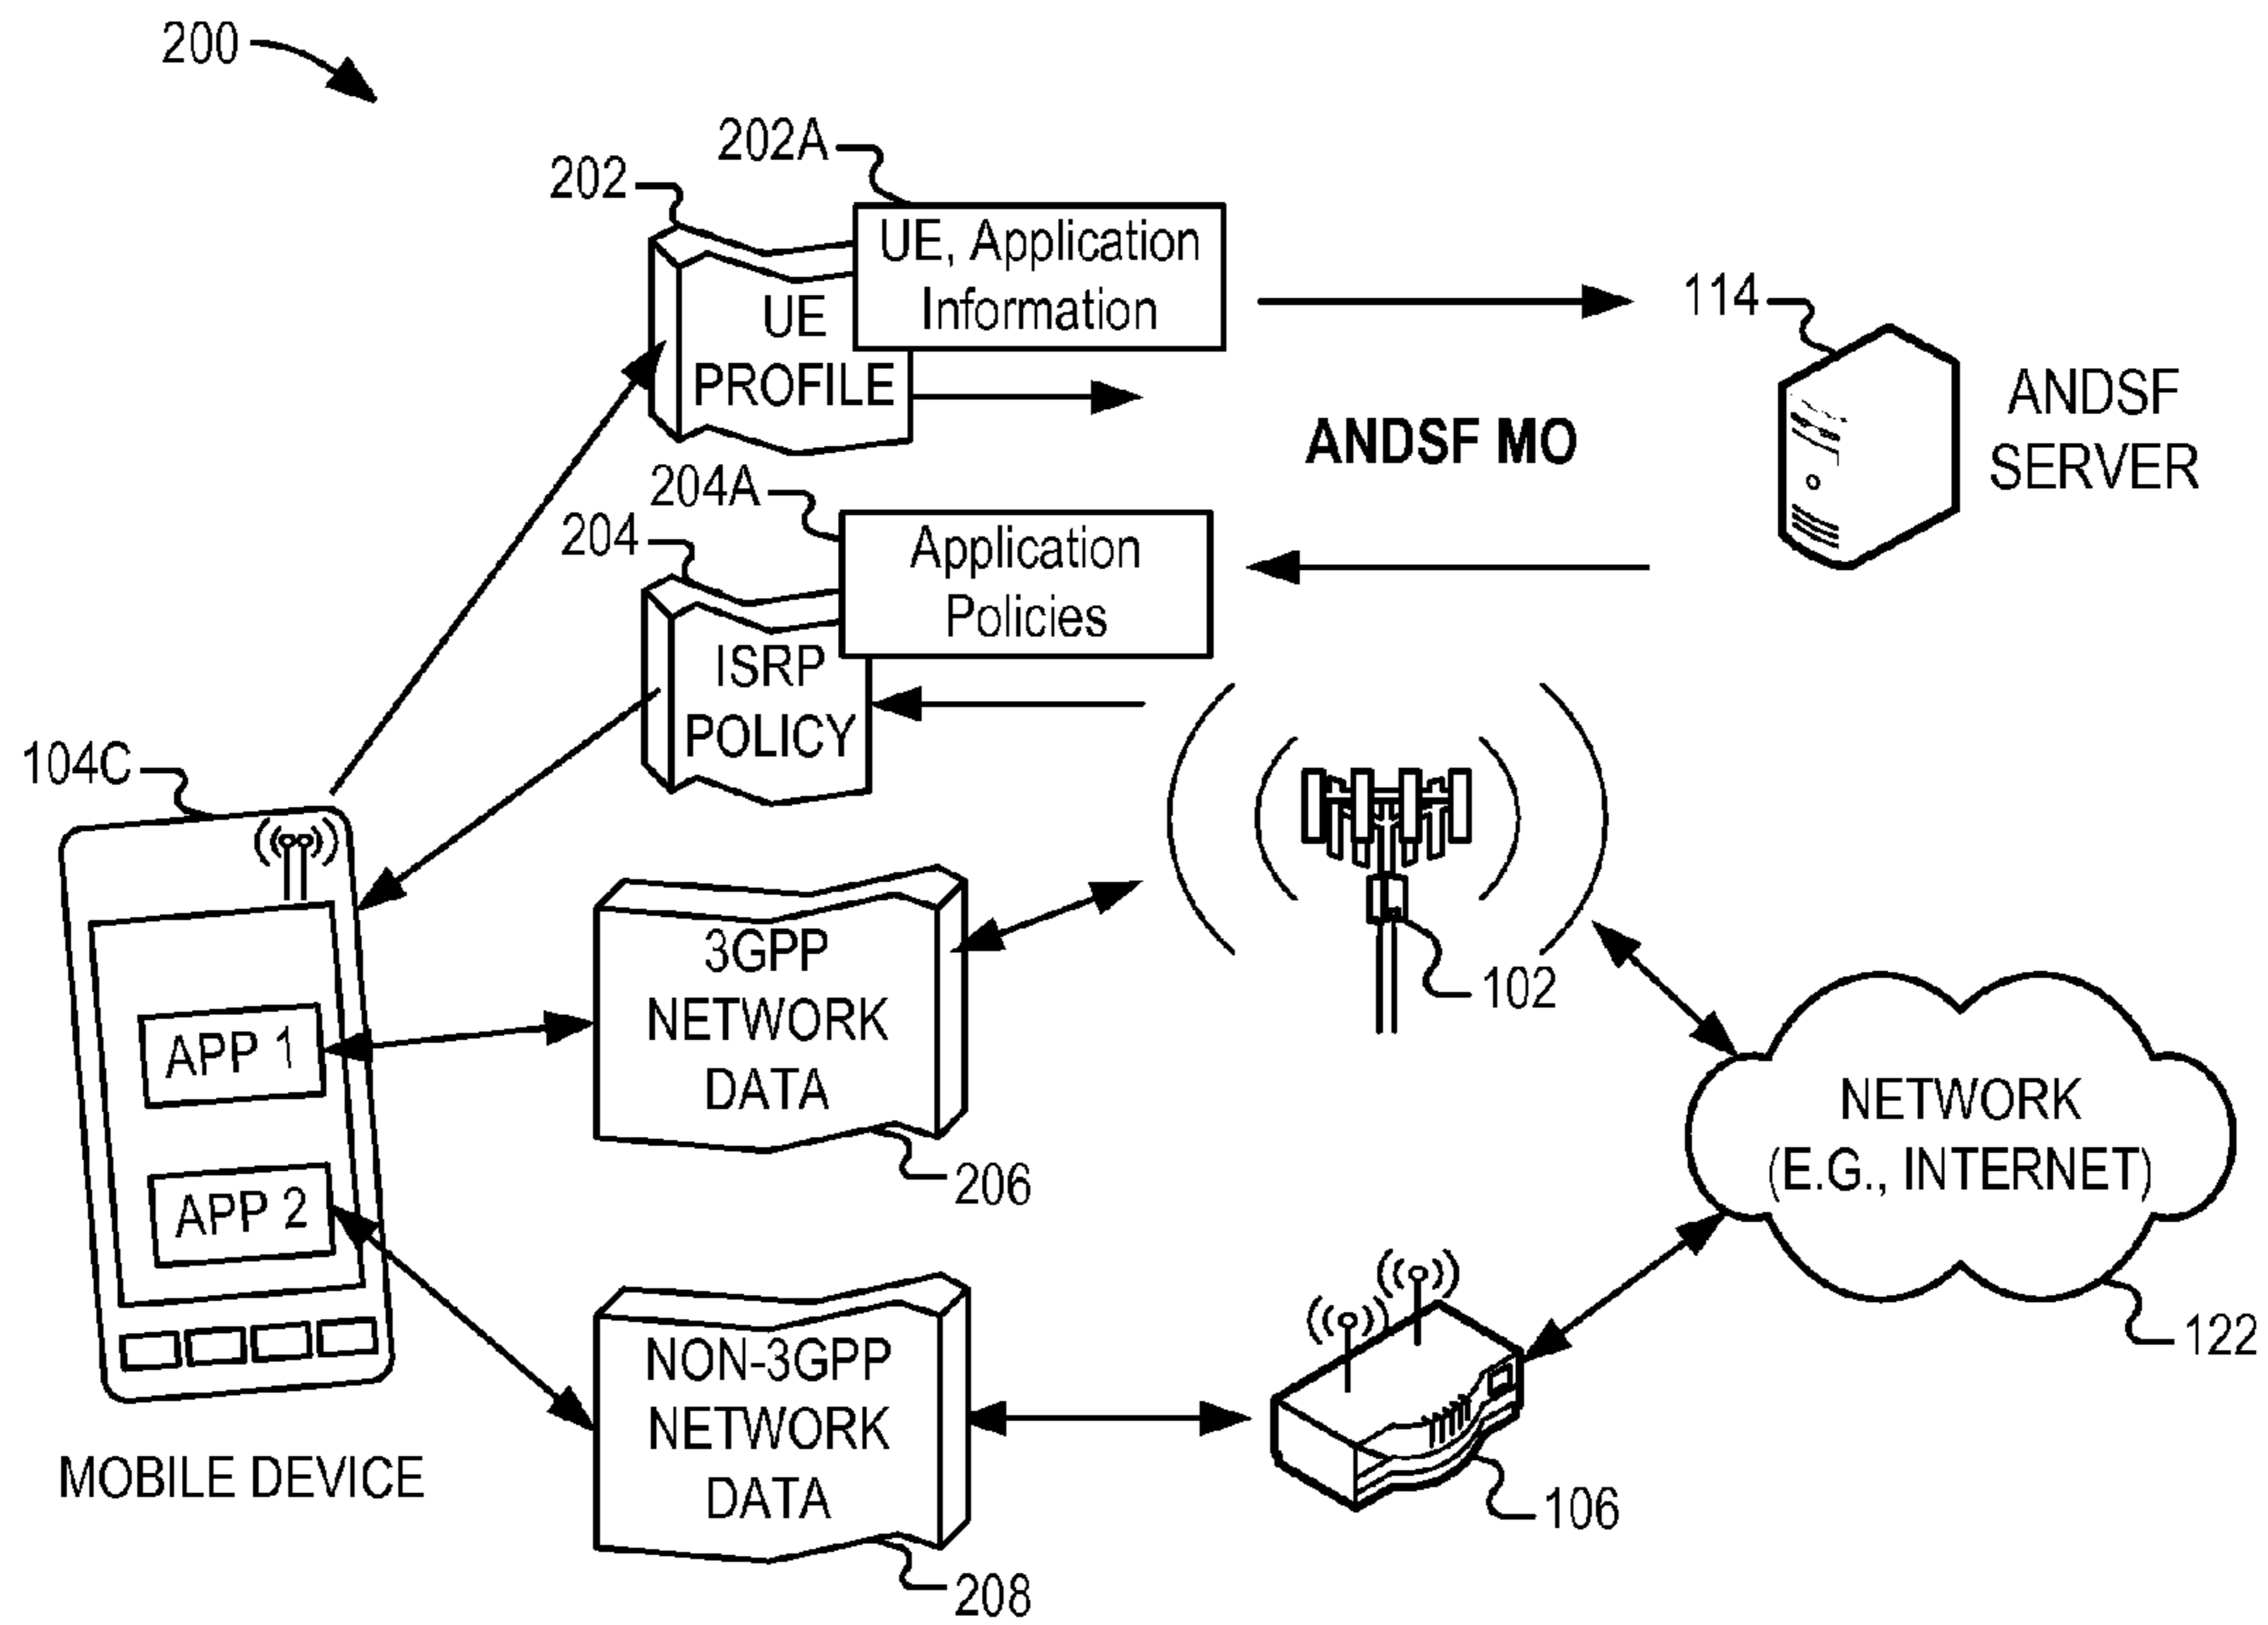 200
202A
202
UE, Application
Information
UE
PROFILE
114
ANDSF
SERVER
ANDSF MO
204A
204
Application
Policies
ISRP
POLICY
104C
102
3GPP
NETWORK
DATA
206
APP 1
APP 2
NETWORK
(E.G., INTERNET)
122
NON-3GPP
NETWORK
DATA
208
106
MOBILE DEVICE